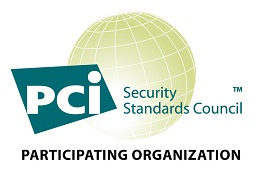 PCi Security ™
Standards Council
PARTICIPATING ORGANIZATION